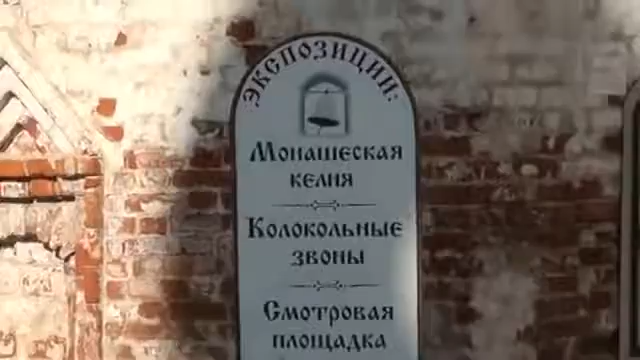 ЭКСПОЗИЦИИ:
Монашеская
келия
Колокольные
звоны
Смотровая
площадка